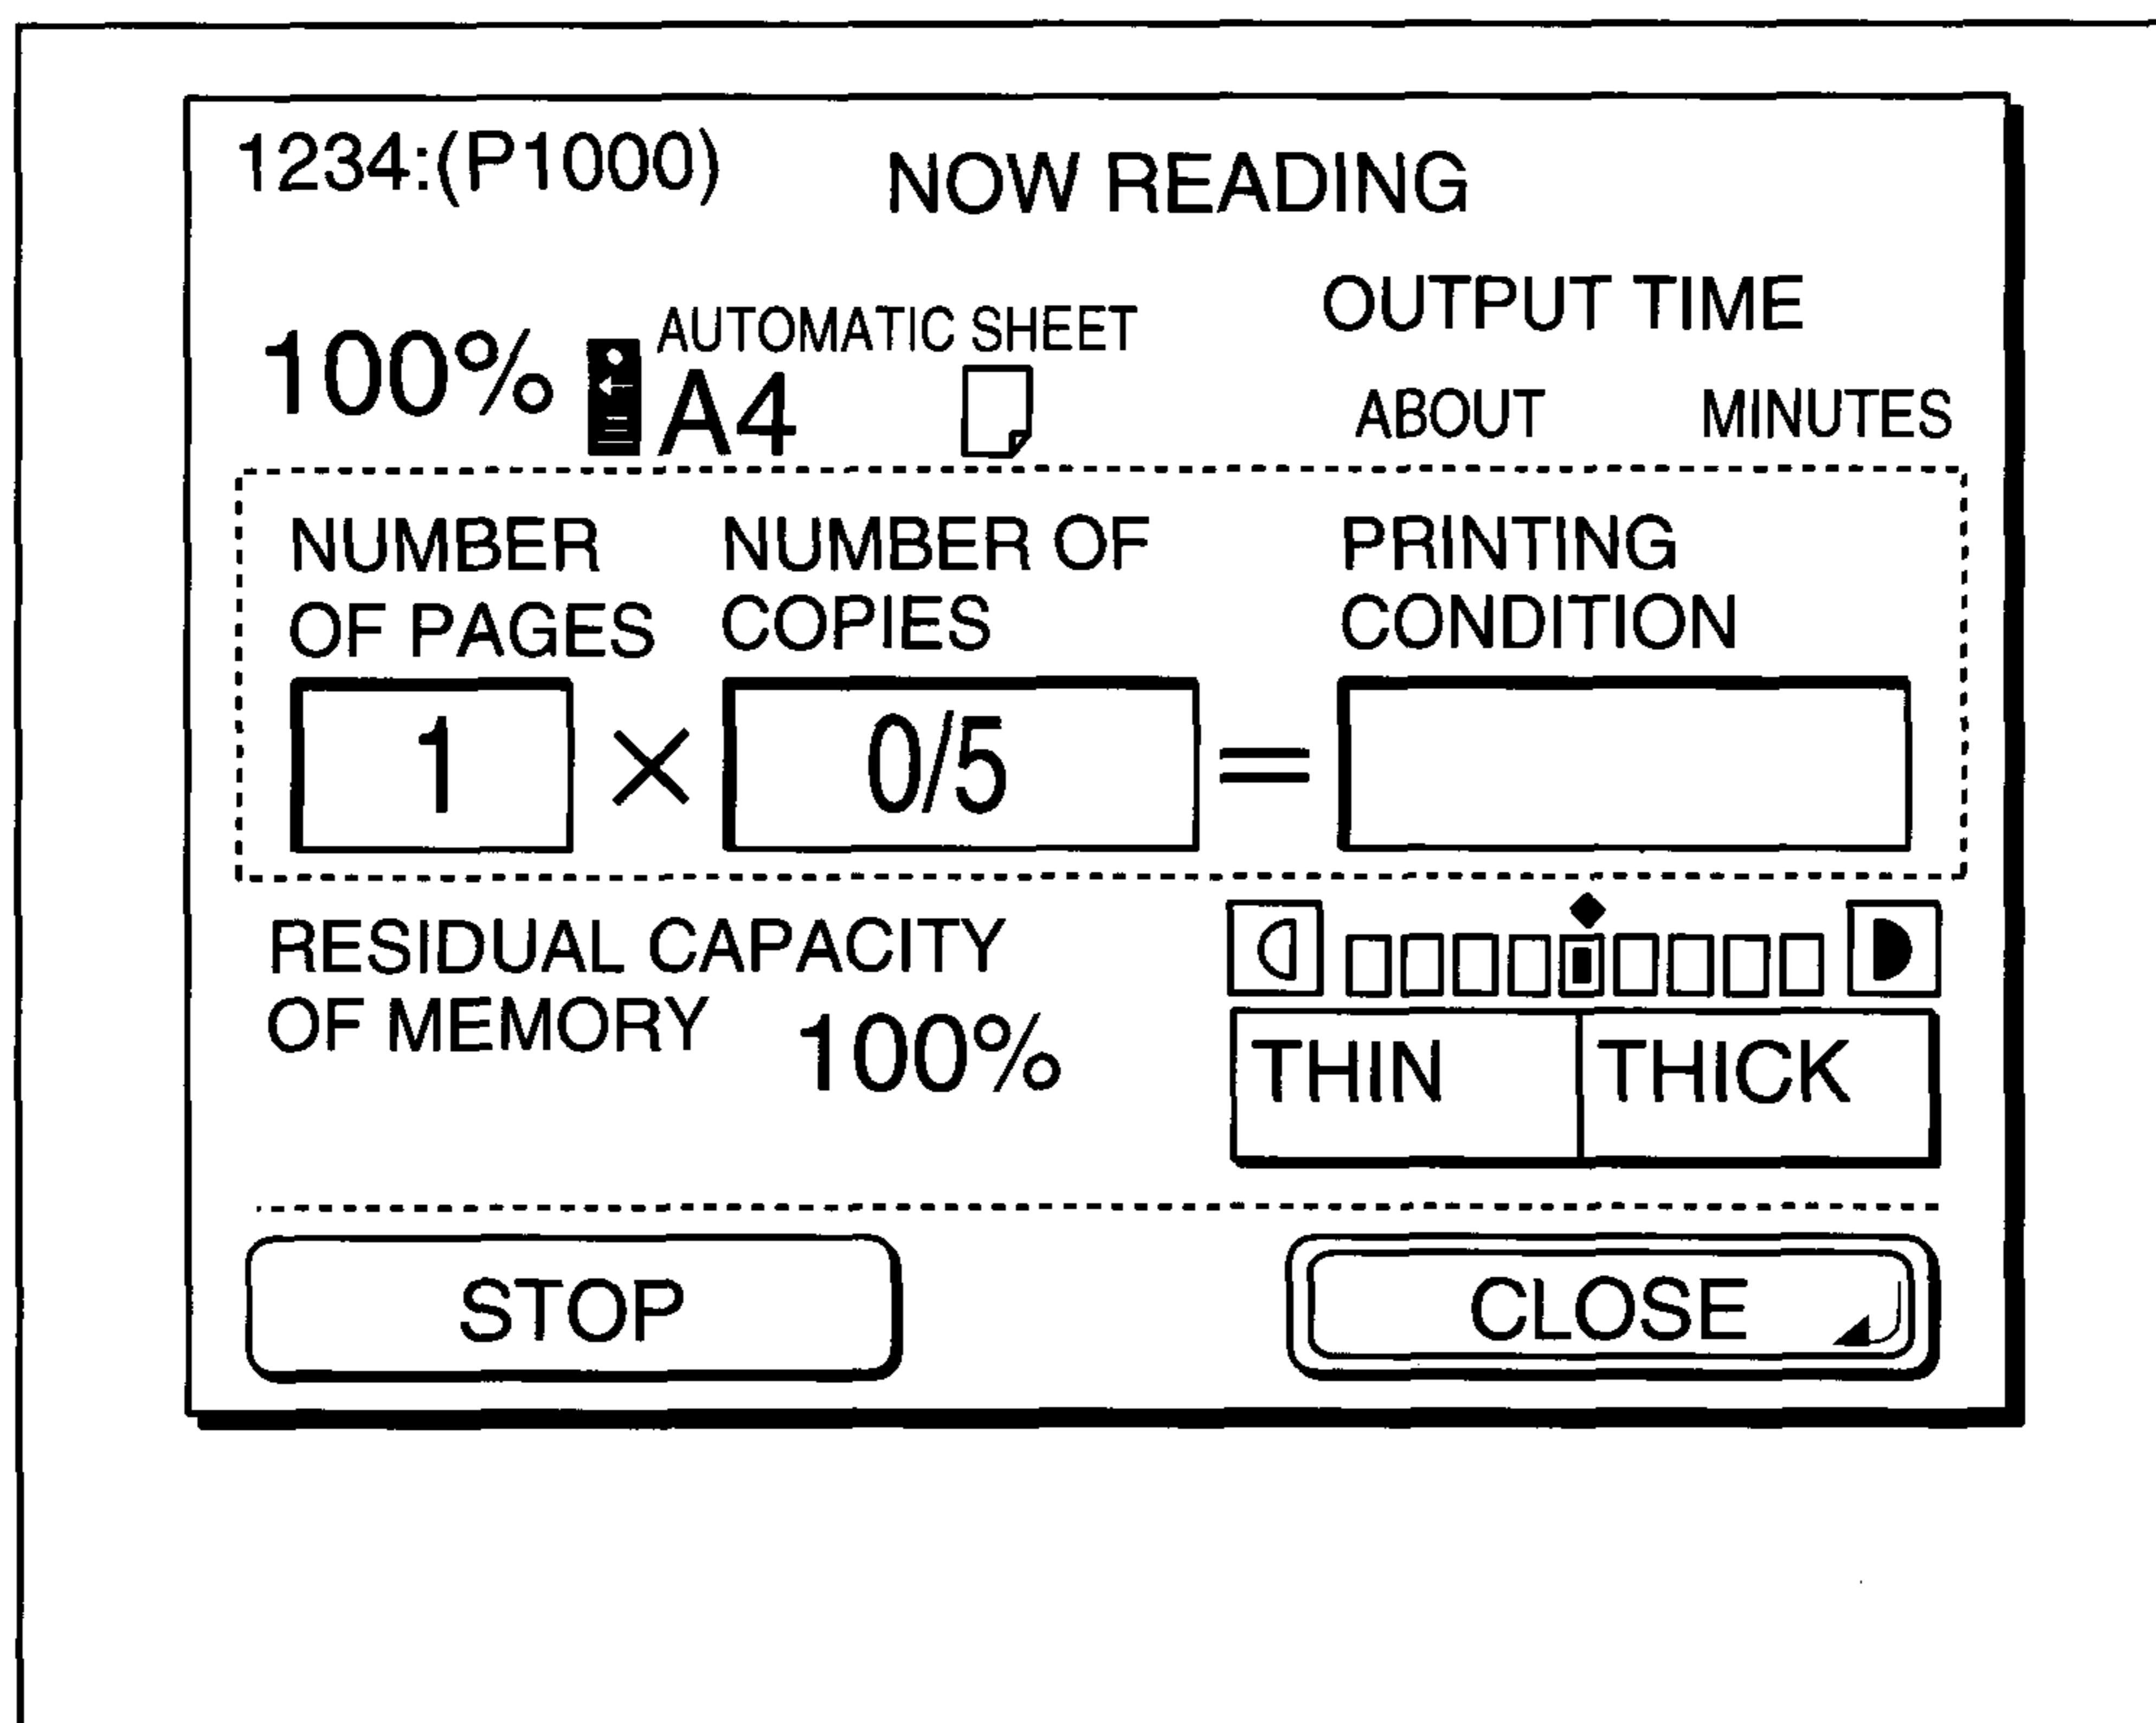 1234:(P1000) NOW READING
OUTPUT TIME
100% AUTOMATIC SHEET
A4
ABOUT MINUTES
NUMBER OF PAGES
NUMBER OF COPIES
PRINTING CONDITION
1 × 0/5 =
RESIDUAL CAPACITY
OF MEMORY 100%
THIN THICK
STOP CLOSE